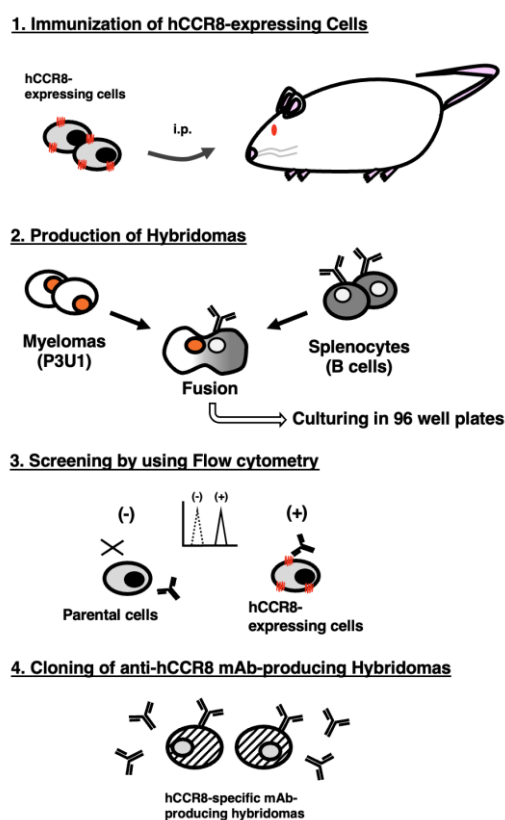 1. Immunization of hCCR8-expressing Cells
hCCR8-
expressing cells
i.p.
2. Production of Hybridomas
Myelomas
(P3U1)
Splenocytes
(B cells)
Fusion
Culturing in 96 well plates
3. Screening by using Flow cytometry
(-)
(-) (+)
(+)
Parental cells
hCCR8-
expressing cells
4. Cloning of anti-hCCR8 mAb-producing Hybridomas
hCCR8-specific mAb-
producing hybridomas